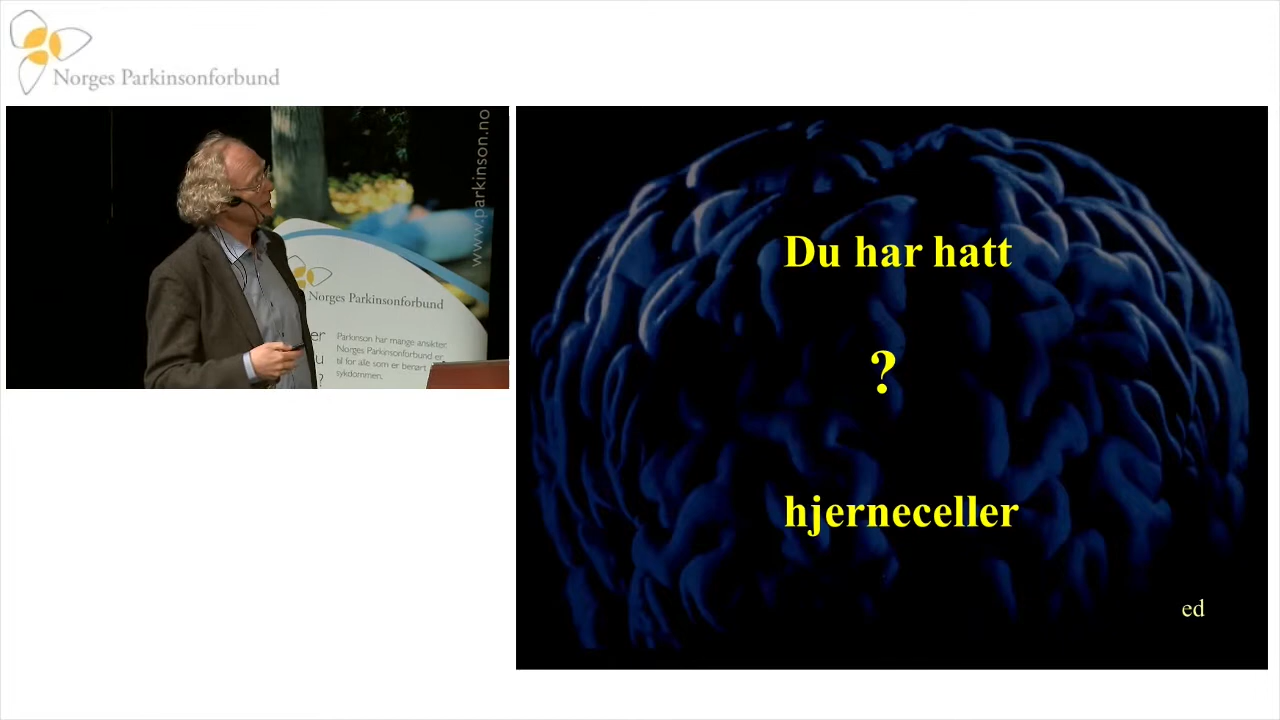 Norges Parkinsonforbund
www.parkinson.no
Norges Parkinsonforbund
er
u
?
Parkinson har mange ansikter.
Norges Parkinsonforbund er
til for alle som er berørt
sykdommen.
Du har hatt
?
hjerneceller
ed